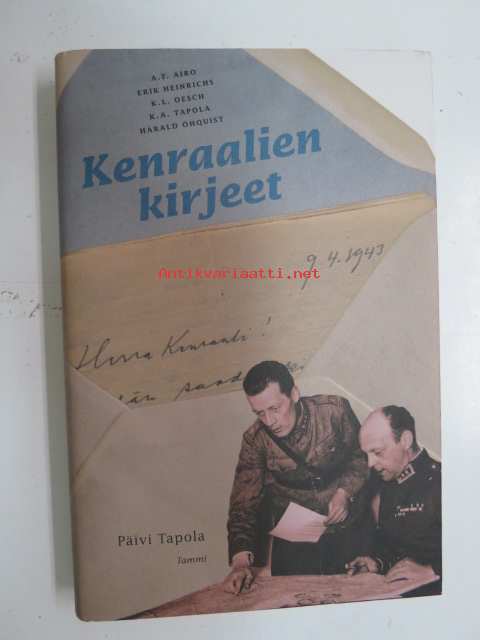 A. F. AIRO
ERIK HEINRICHS
K. L. OESCH
K. A. TAPOLA
HARALD ÖHQUIST
Kenraalien
kirjeet
Antikvariaatti.net
9.4.1943
Herra Kenraali!
Päivi Tapola
Tammi